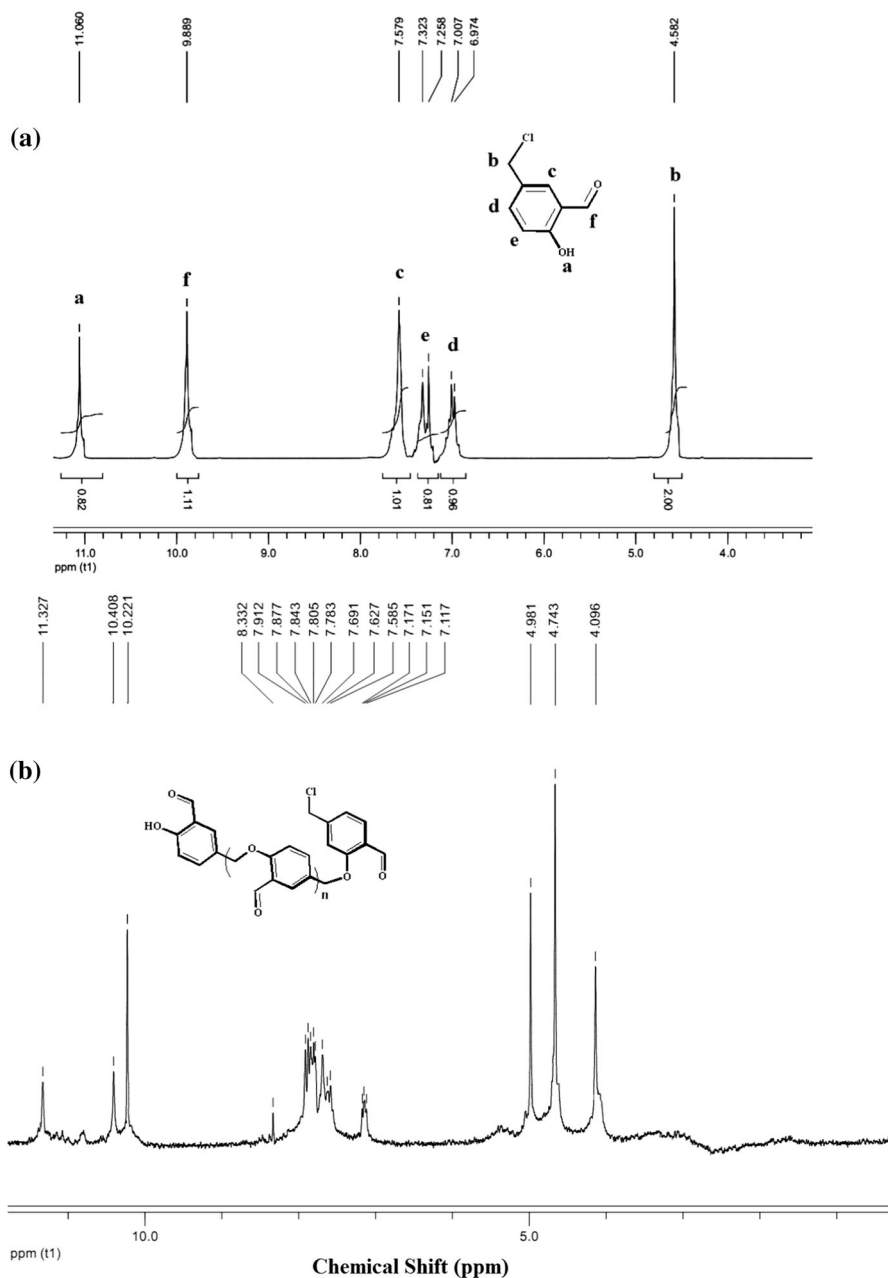 11.060 9.889 7.579 7.323 7.258 7.007 6.974 4.582
(a)
Cl
b c O b
d f
e OH
a
a f c e d b
0.82 1.11 1.01 0.81 0.96 2.00
11.0 10.0 9.0 8.0 7.0 6.0 5.0 4.0
ppm (t1)
11.327 10.408 10.221 8.332 7.912 7.877 7.843 7.805 7.783 7.691 7.627 7.585 7.171 7.151 7.117 4.981 4.743 4.096
(b)
Cl
O
HO O
O O
O n
10.0 5.0
ppm (t1)
Chemical Shift (ppm)